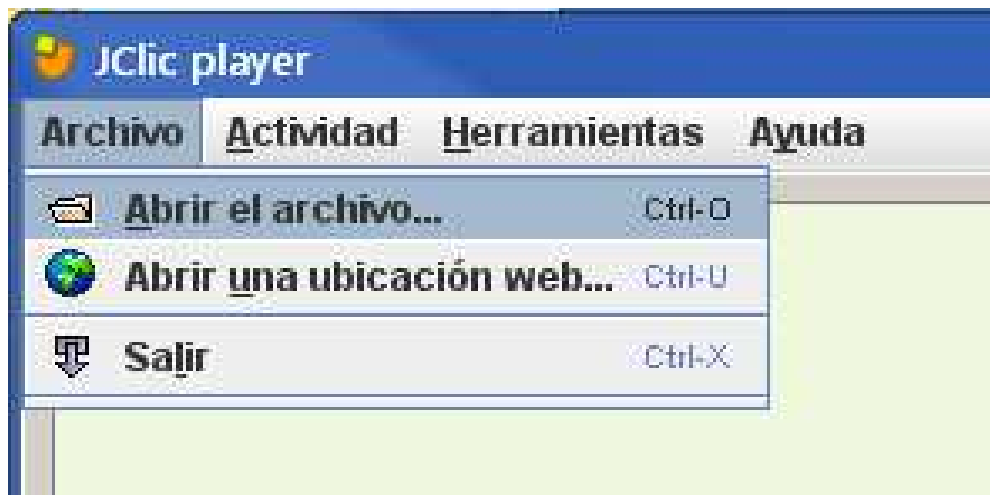 JClic player
Archivo Actividad Herramientas Ayuda
Abrir el archivo... Ctrl-O
Abrir una ubicación web... Ctrl-U
Salir Ctrl-X